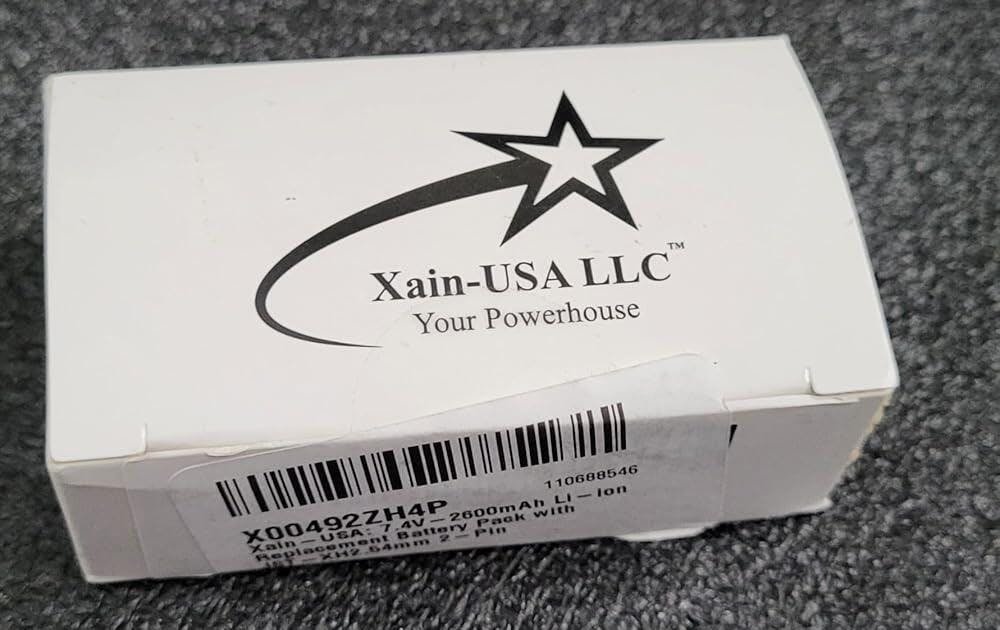 Xain-USA LLC™
Your Powerhouse
110688546
X00492ZH4P
Xain-USA: 7.4V-2600mAh Li-Ion
Replacement Battery Pack with
JST-XH2.54mm 2-Pin